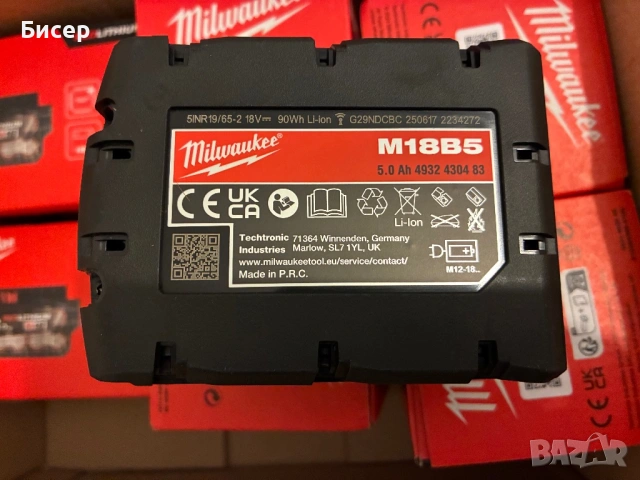 Бисер
LITHIUM
Milwaukee
5INR19/65-2 18V 90Wh Li-Ion G29NDCBC 250617 2234272
Milwaukee
M18B5
5.0 Ah 4932 4304 83
CE UK CA
Li-Ion
Techtronic Industries
71364 Winnenden, Germany
Marlow, SL7 1YL, UK
www.milwaukeetool.eu/service/contact/
Made in P.R.C.
M12-18...
Milwaukee
Milwaukee
BAZAR